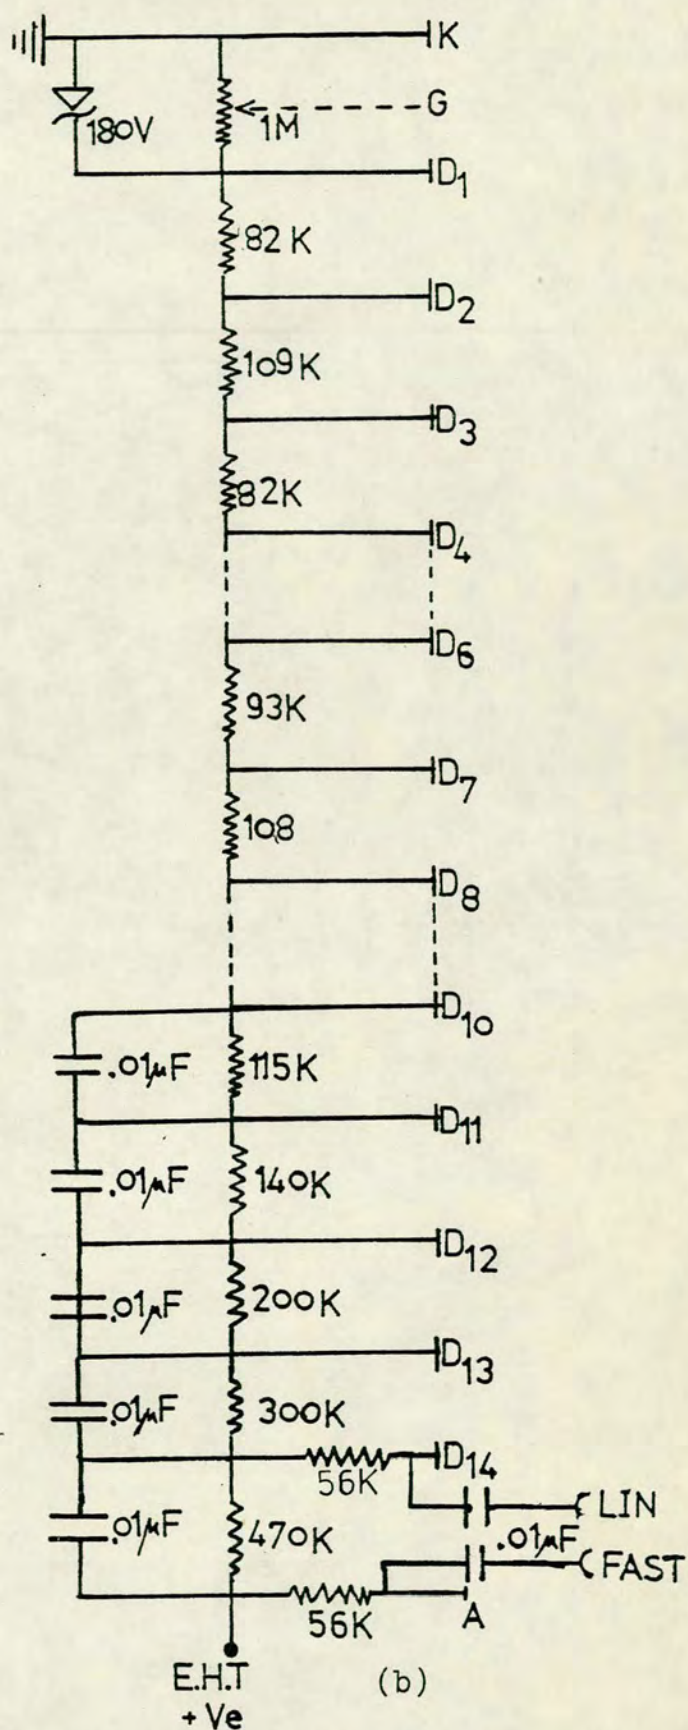 K
G
180V
1M
D1
82K
D2
109K
D3
82K
D4
D6
93K
D7
108
D8
D10
.01μF
115K
D11
.01μF
140K
D12
.01μF
200K
D13
.01μF
300K
D14
56K
LIN
.01μF
470K
.01μF
FAST
56K
A
E.H.T
+Ve
(b)